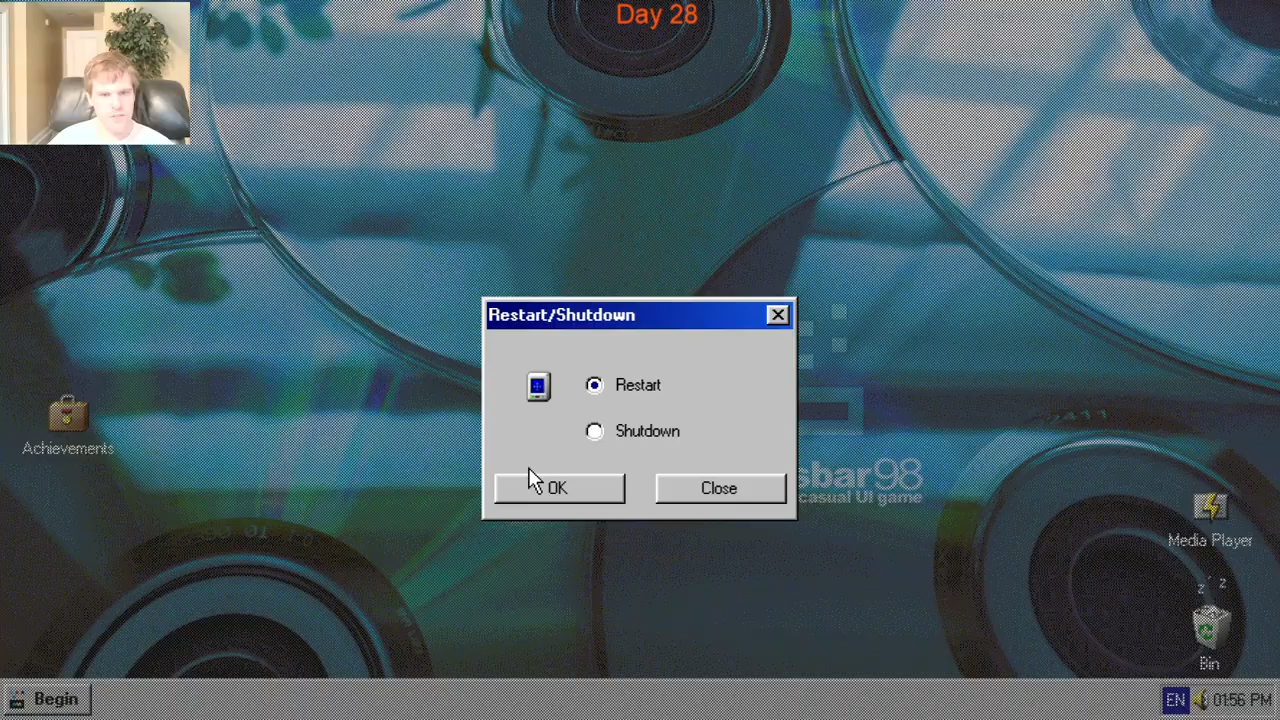 Day 28
Restart/Shutdown
Restart
Shutdown
OK
Close
Achievements
sbar98
casual UI game
Media Player
z z
Bin
Begin
EN
01:56 PM